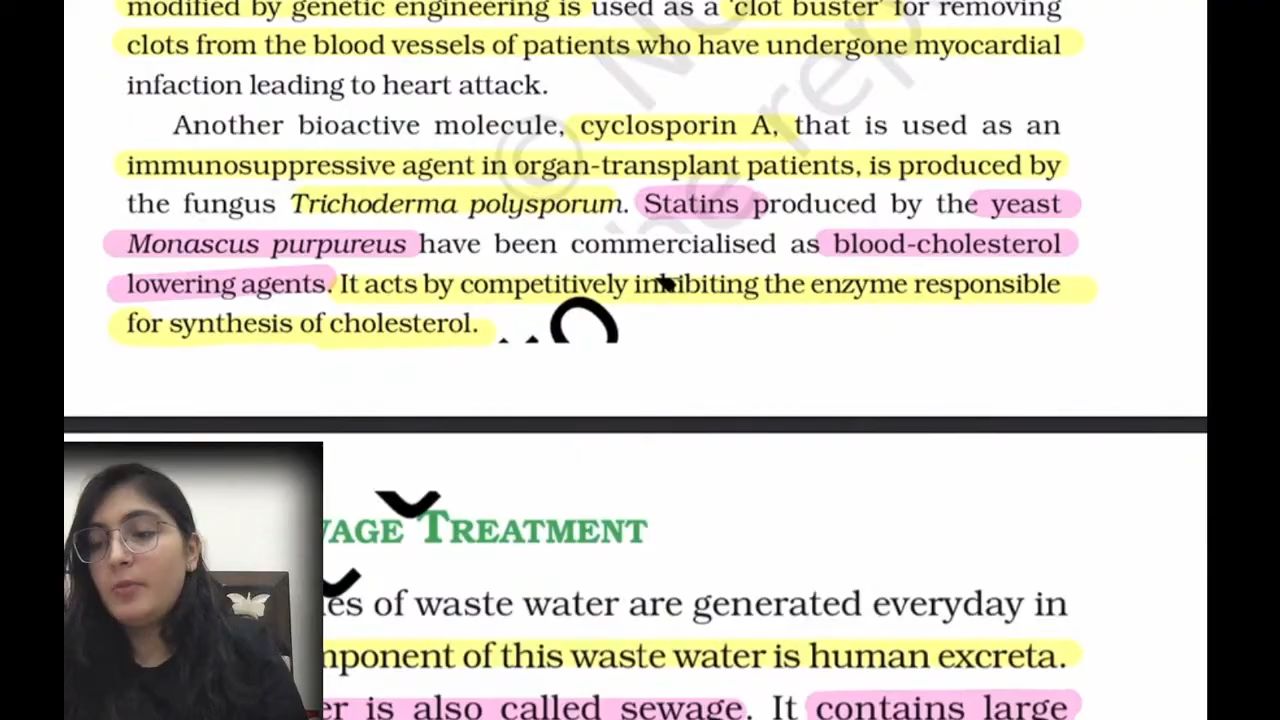 modified by genetic engineering is used as a 'clot buster' for removing
clots from the blood vessels of patients who have undergone myocardial
infaction leading to heart attack.
Another bioactive molecule, cyclosporin A, that is used as an
immunosuppressive agent in organ-transplant patients, is produced by
the fungus Trichoderma polysporum. Statins produced by the yeast
Monascus purpureus have been commercialised as blood-cholesterol
lowering agents. It acts by competitively inhibiting the enzyme responsible
for synthesis of cholesterol.
TREATMENT
of waste water are generated everyday in
of this waste water is human excreta.
is also called sewage. It contains large